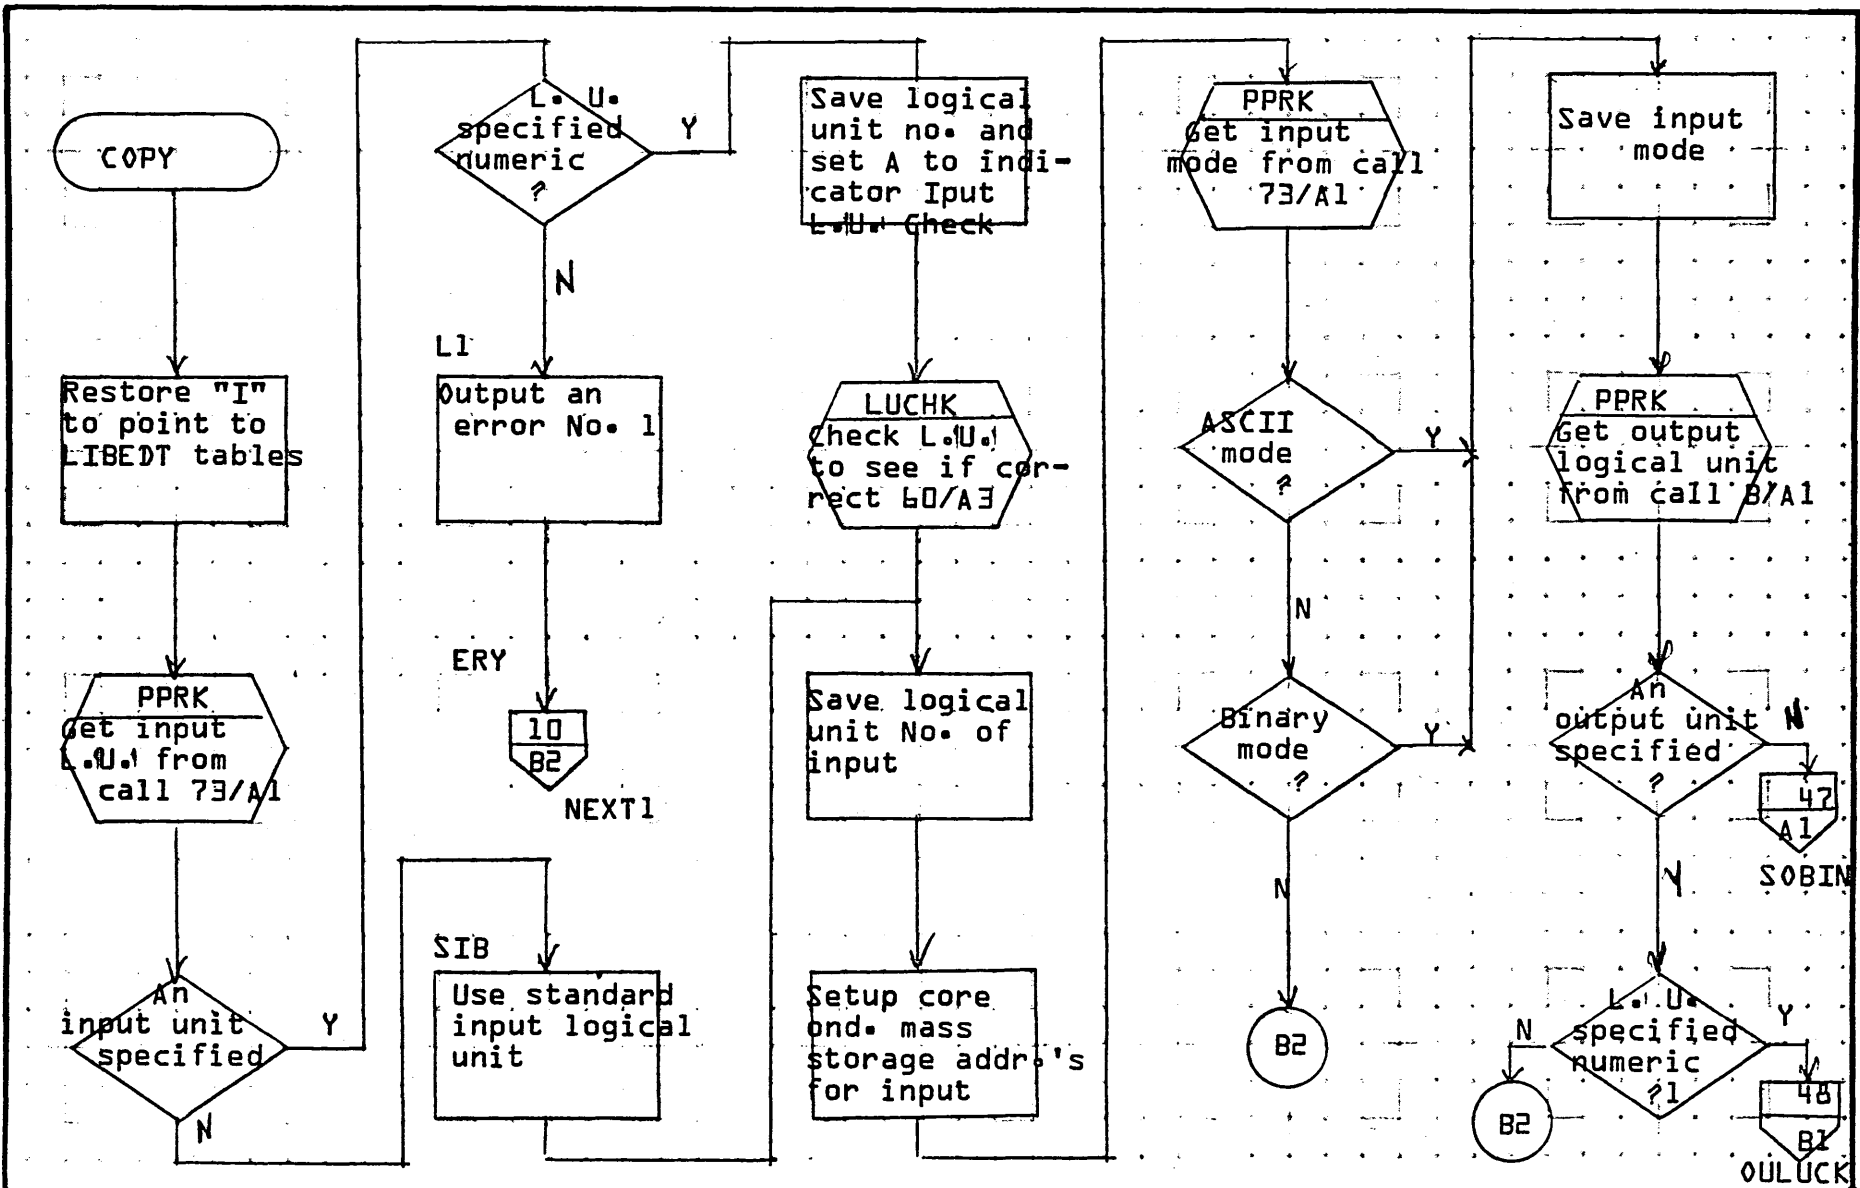 COPY
Restore "I"
to point to
LIBEDT tables
PPRK
Get input
L.U. from
call 73/A1
An
input unit
specified
Y
N
L. U.
specified
numeric
?
Y
N
L1
Output an
error No. 1
ERY
10
B2
NEXT1
SIB
Use standard
input logical
unit
Save logical
unit no. and
set A to indi-
cator Iput
L.U. Check
LUCHK
Check L.U.
to see if cor-
rect 60/A3
Save logical
unit No. of
input
Setup core
ond. mass
storage addr.'s
for input
PPRK
Get input
mode from call
73/A1
ASCII
mode
?
Y
N
Binary
mode
?
Y
N
B2
Save input
mode
PPRK
Get output
logical unit
from call B/A1
An
output unit
specified
?
N
47
A1
SOBIN
Y
L. U.
specified
numeric
?1
N
B2
Y
48
B1
OULUCK